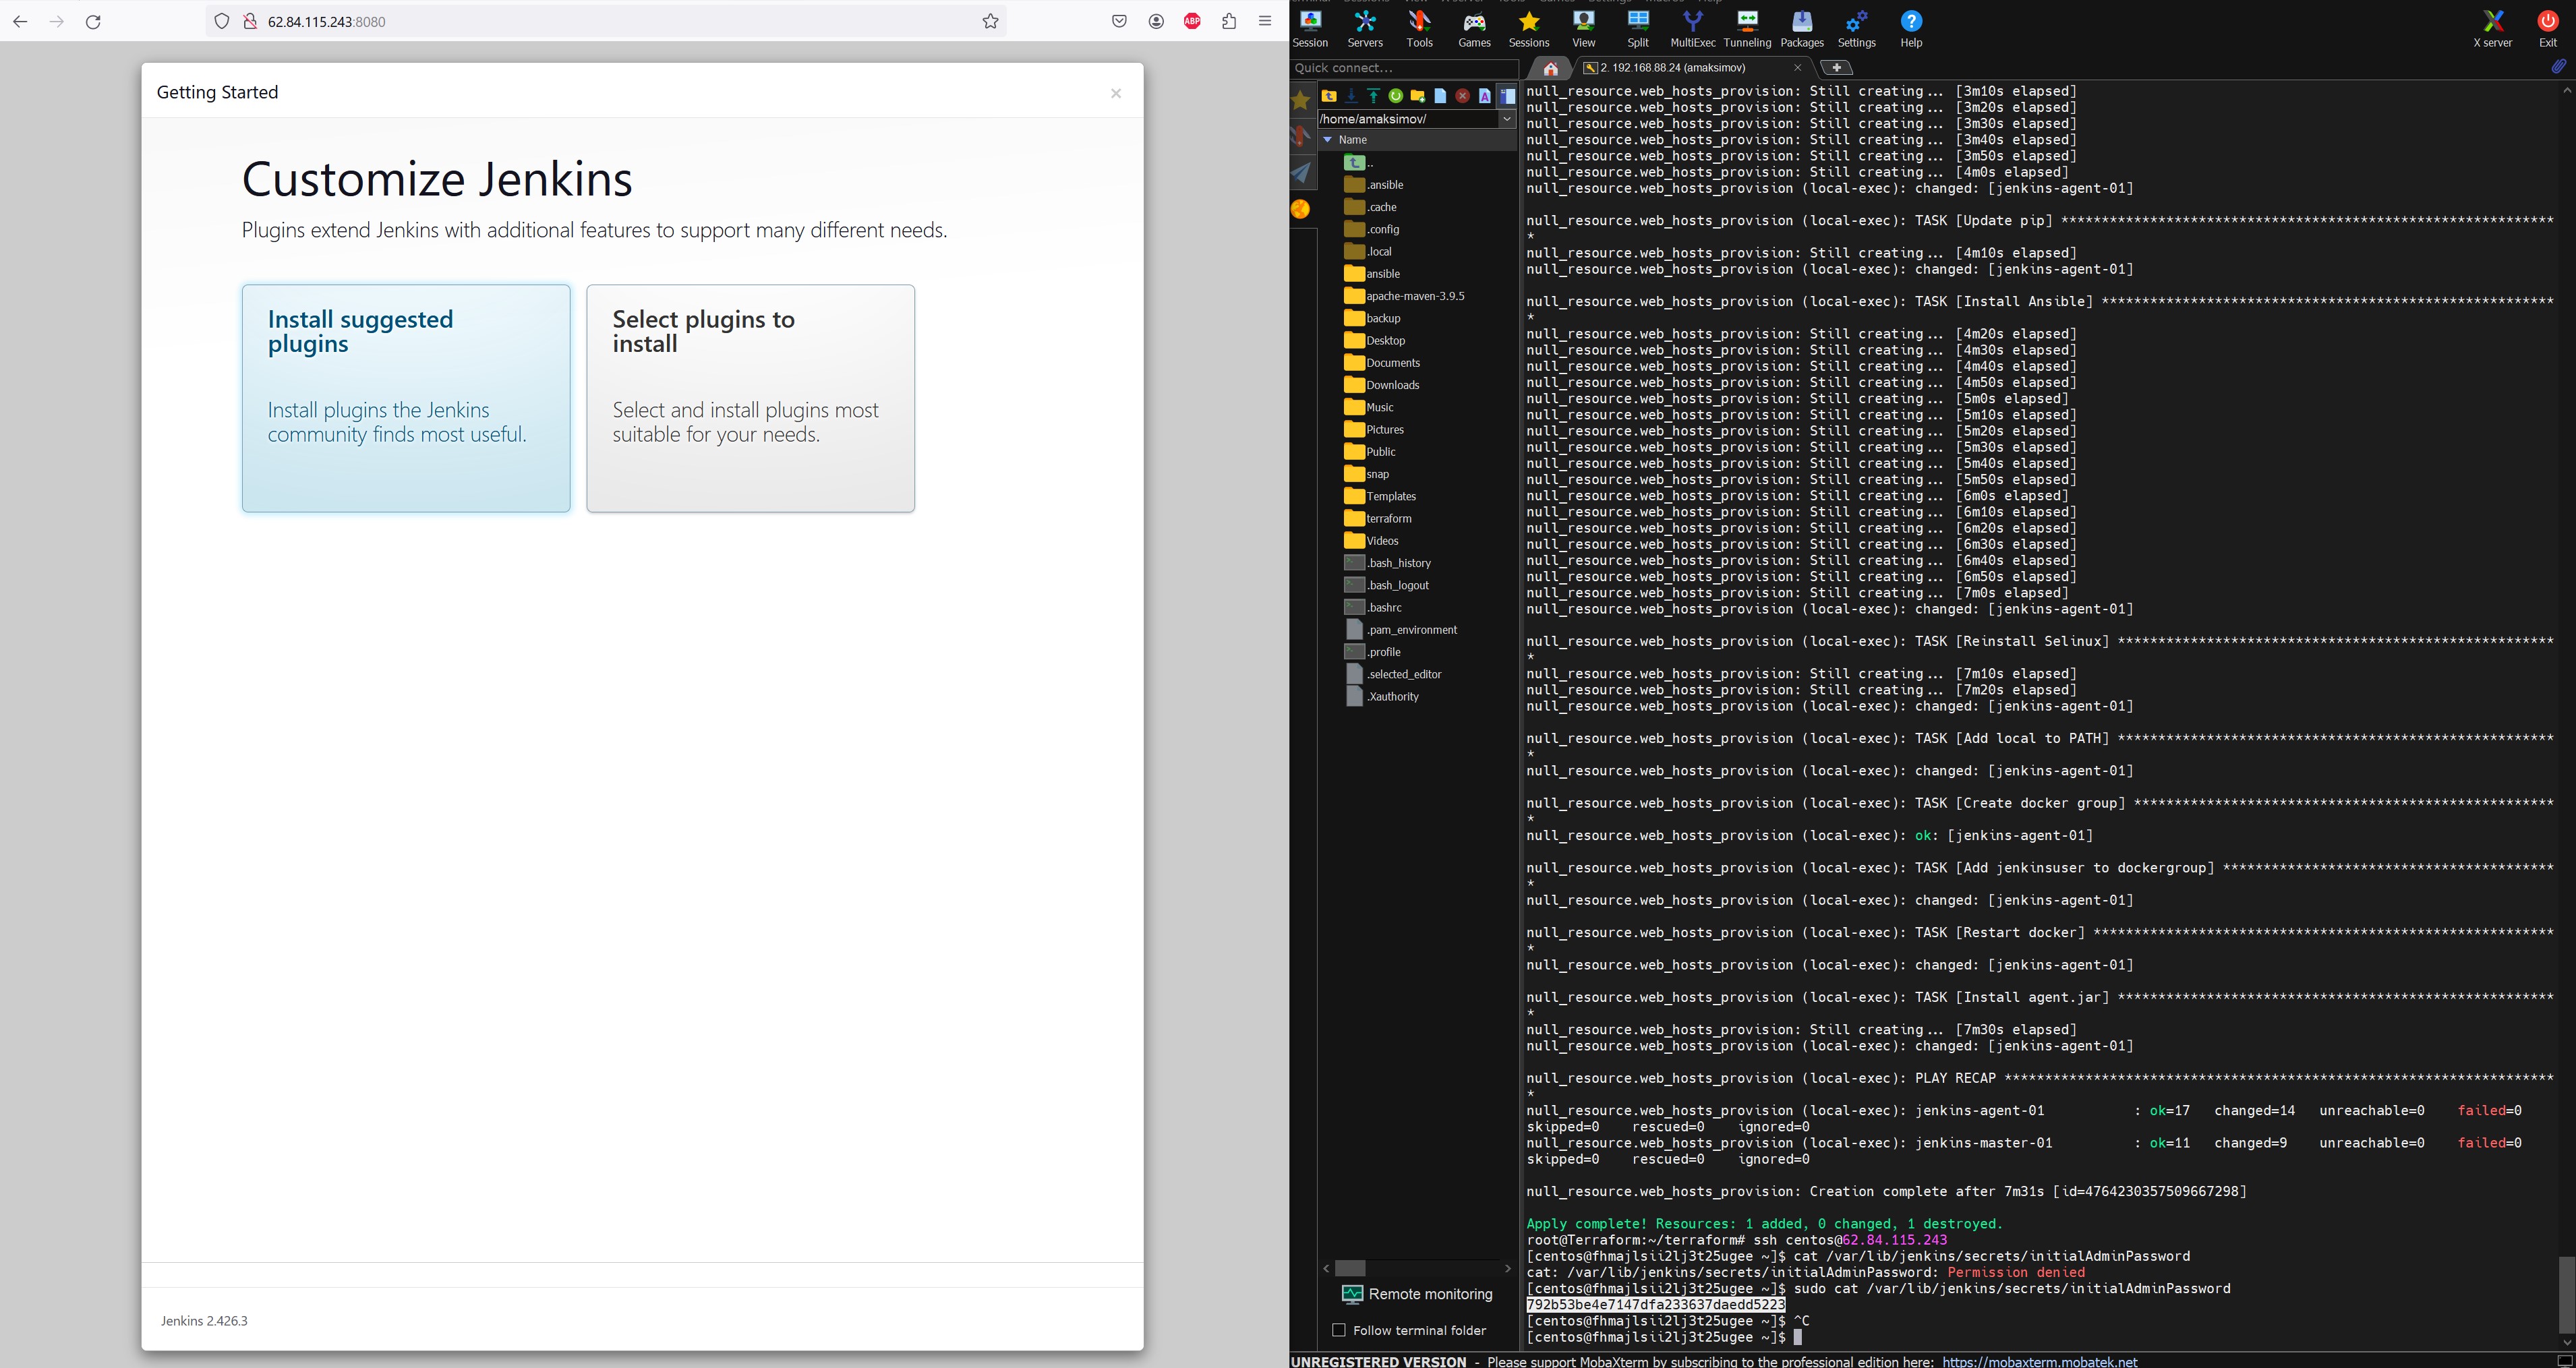 62.84.115.243:8080
ABP
Getting Started
×
Customize Jenkins
Plugins extend Jenkins with additional features to support many different needs.
Install suggested
plugins
Install plugins the Jenkins
community finds most useful.
Select plugins to
install
Select and install plugins most
suitable for your needs.
Jenkins 2.426.3
Session Servers Tools Games Sessions View Split MultiExec Tunneling Packages Settings Help X server Exit
Quick connect...
2. 192.168.88.24 (amaksimov)
/home/amaksimov/
Name
..
.ansible
.cache
.config
.local
ansible
apache-maven-3.9.5
backup
Desktop
Documents
Downloads
Music
Pictures
Public
snap
Templates
terraform
Videos
.bash_history
.bash_logout
.bashrc
.pam_environment
.profile
.selected_editor
.Xauthority
Remote monitoring
Follow terminal folder
null_resource.web_hosts_provision: Still creating... [3m10s elapsed]
null_resource.web_hosts_provision: Still creating... [3m20s elapsed]
null_resource.web_hosts_provision: Still creating... [3m30s elapsed]
null_resource.web_hosts_provision: Still creating... [3m40s elapsed]
null_resource.web_hosts_provision: Still creating... [3m50s elapsed]
null_resource.web_hosts_provision: Still creating... [4m0s elapsed]
null_resource.web_hosts_provision (local-exec): changed: [jenkins-agent-01]
null_resource.web_hosts_provision (local-exec): TASK [Update pip] *************************************************************
*
null_resource.web_hosts_provision: Still creating... [4m10s elapsed]
null_resource.web_hosts_provision (local-exec): changed: [jenkins-agent-01]
null_resource.web_hosts_provision (local-exec): TASK [Install Ansible] ********************************************************
*
null_resource.web_hosts_provision: Still creating... [4m20s elapsed]
null_resource.web_hosts_provision: Still creating... [4m30s elapsed]
null_resource.web_hosts_provision: Still creating... [4m40s elapsed]
null_resource.web_hosts_provision: Still creating... [4m50s elapsed]
null_resource.web_hosts_provision: Still creating... [5m0s elapsed]
null_resource.web_hosts_provision: Still creating... [5m10s elapsed]
null_resource.web_hosts_provision: Still creating... [5m20s elapsed]
null_resource.web_hosts_provision: Still creating... [5m30s elapsed]
null_resource.web_hosts_provision: Still creating... [5m40s elapsed]
null_resource.web_hosts_provision: Still creating... [5m50s elapsed]
null_resource.web_hosts_provision: Still creating... [6m0s elapsed]
null_resource.web_hosts_provision: Still creating... [6m10s elapsed]
null_resource.web_hosts_provision: Still creating... [6m20s elapsed]
null_resource.web_hosts_provision: Still creating... [6m30s elapsed]
null_resource.web_hosts_provision: Still creating... [6m40s elapsed]
null_resource.web_hosts_provision: Still creating... [6m50s elapsed]
null_resource.web_hosts_provision: Still creating... [7m0s elapsed]
null_resource.web_hosts_provision (local-exec): changed: [jenkins-agent-01]
null_resource.web_hosts_provision (local-exec): TASK [Reinstall Selinux] ******************************************************
*
null_resource.web_hosts_provision: Still creating... [7m10s elapsed]
null_resource.web_hosts_provision: Still creating... [7m20s elapsed]
null_resource.web_hosts_provision (local-exec): changed: [jenkins-agent-01]
null_resource.web_hosts_provision (local-exec): TASK [Add local to PATH] ******************************************************
*
null_resource.web_hosts_provision (local-exec): changed: [jenkins-agent-01]
null_resource.web_hosts_provision (local-exec): TASK [Create docker group] ****************************************************
*
null_resource.web_hosts_provision (local-exec): ok: [jenkins-agent-01]
null_resource.web_hosts_provision (local-exec): TASK [Add jenkinsuser to dockergroup] *****************************************
*
null_resource.web_hosts_provision (local-exec): changed: [jenkins-agent-01]
null_resource.web_hosts_provision (local-exec): TASK [Restart docker] *********************************************************
*
null_resource.web_hosts_provision (local-exec): changed: [jenkins-agent-01]
null_resource.web_hosts_provision (local-exec): TASK [Install agent.jar] ******************************************************
*
null_resource.web_hosts_provision: Still creating... [7m30s elapsed]
null_resource.web_hosts_provision (local-exec): changed: [jenkins-agent-01]
null_resource.web_hosts_provision (local-exec): PLAY RECAP ********************************************************************
*
null_resource.web_hosts_provision (local-exec): jenkins-agent-01 : ok=17 changed=14 unreachable=0 failed=0
skipped=0 rescued=0 ignored=0
null_resource.web_hosts_provision (local-exec): jenkins-master-01 : ok=11 changed=9 unreachable=0 failed=0
skipped=0 rescued=0 ignored=0
null_resource.web_hosts_provision: Creation complete after 7m31s [id=4764230357509667298]
Apply complete! Resources: 1 added, 0 changed, 1 destroyed.
root@Terraform:~/terraform# ssh centos@62.84.115.243
[centos@fhmajlsii2lj3t25ugee ~]$ cat /var/lib/jenkins/secrets/initialAdminPassword
cat: /var/lib/jenkins/secrets/initialAdminPassword: Permission denied
[centos@fhmajlsii2lj3t25ugee ~]$ sudo cat /var/lib/jenkins/secrets/initialAdminPassword
792b53be4e7147dfa233637daedd5223
[centos@fhmajlsii2lj3t25ugee ~]$ ^C
[centos@fhmajlsii2lj3t25ugee ~]$
UNREGISTERED VERSION - Please support MobaXterm by subscribing to the professional edition here: https://mobaxterm.mobatek.net